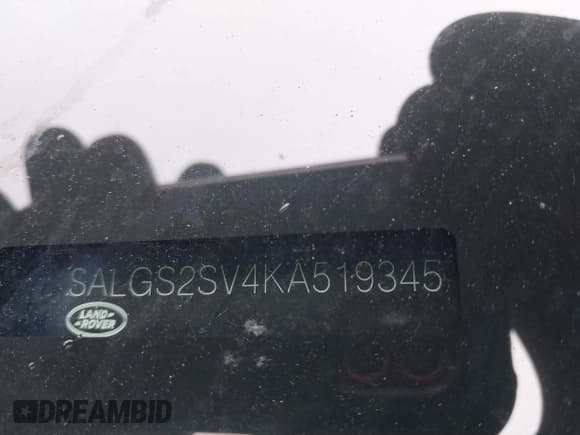 SALGS2SV4KA519345
LAND
ROVER
DREAMBID